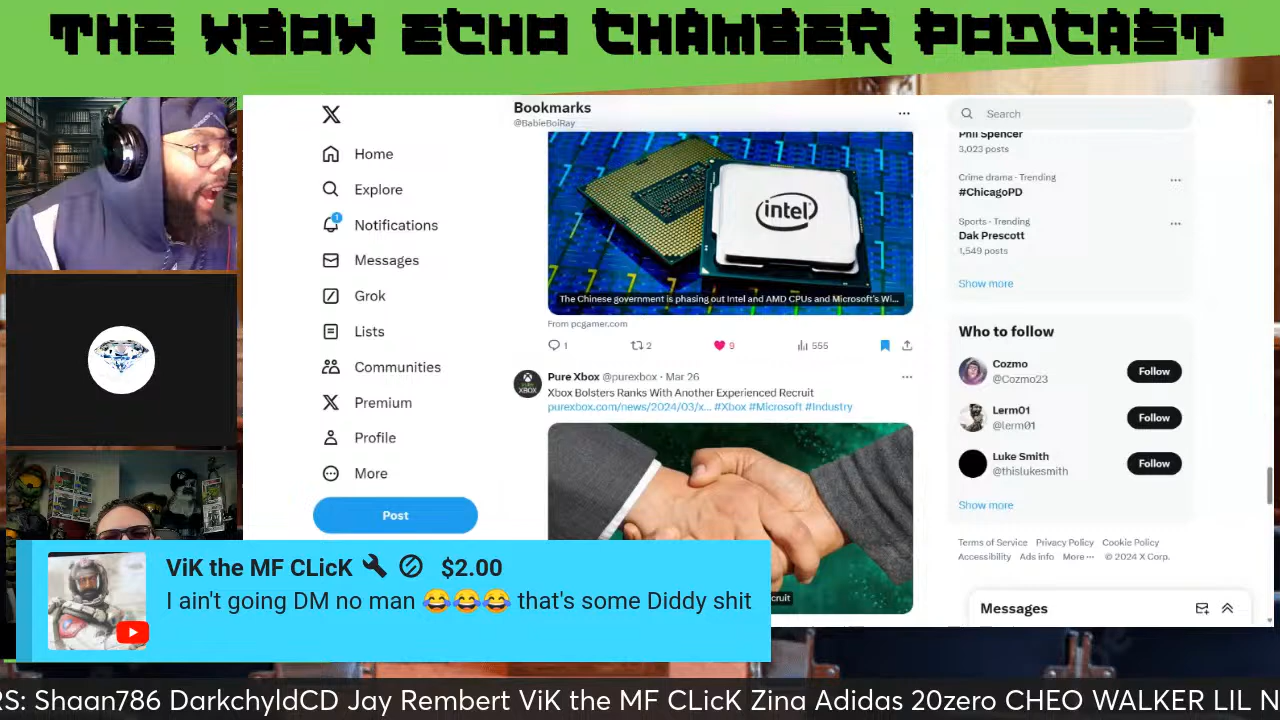 THE XBOX ECHO CHAMBER PODCAST
Bookmarks
@BabieBoiRay
Home
Explore
1
Notifications
Messages
Grok
Lists
Communities
Premium
Profile
More
Post
intel
The Chinese government is phasing out Intel and AMD CPUs and Microsoft's Wi...
From pcgamer.com
1 2 9 555
Pure Xbox @purexbox · Mar 26
Xbox Bolsters Ranks With Another Experienced Recruit
purexbox.com/news/2024/03/x... #Xbox #Microsoft #Industry
cruit
Search
Phil Spencer
3,023 posts
Crime drama · Trending
#ChicagoPD
Sports · Trending
Dak Prescott
1,549 posts
Show more
Who to follow
Cozmo
@Cozmo23
Follow
Lerm01
@lerm01
Follow
Luke Smith
@thislukesmith
Follow
Show more
Terms of Service Privacy Policy Cookie Policy
Accessibility Ads info More ··· © 2024 X Corp.
Messages
ViK the MF CLicK $2.00
I ain't going DM no man 😂😂😂 that's some Diddy shit
RS: Shaan786 DarkchyldCD Jay Rembert ViK the MF CLicK Zina Adidas 20zero CHEO WALKER LIL N